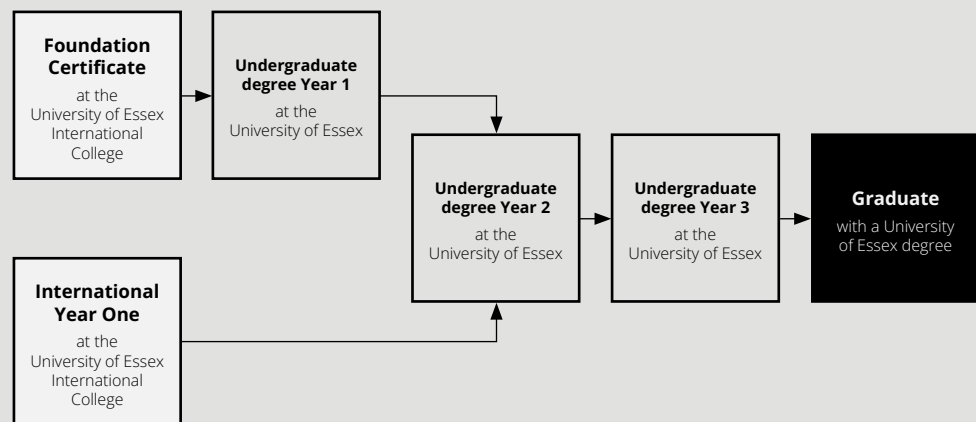 Foundation
Certificate
at the
University of Essex
International
College
Undergraduate
degree Year 1
at the
University of Essex
Undergraduate
degree Year 2
at the
University of Essex
Undergraduate
degree Year 3
at the
University of Essex
Graduate
with a University
of Essex degree
International
Year One
at the
University of Essex
International
College